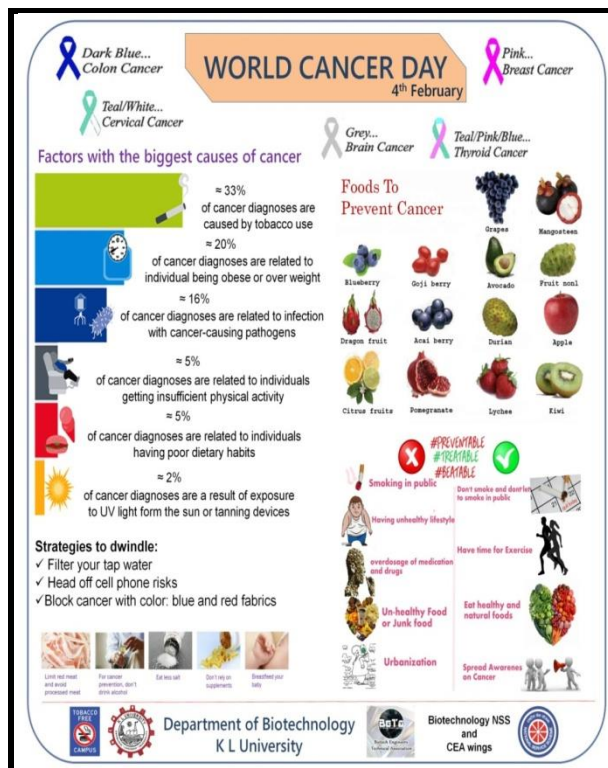 Dark Blue...
Colon Cancer
WORLD CANCER DAY
4th February
Pink...
Breast Cancer
Teal/White...
Cervical Cancer
Grey...
Brain Cancer
Teal/Pink/Blue...
Thyroid Cancer
Factors with the biggest causes of cancer
≈ 33%
of cancer diagnoses are
caused by tobacco use
≈ 20%
of cancer diagnoses are related to
individual being obese or over weight
≈ 16%
of cancer diagnoses are related to infection
with cancer-causing pathogens
≈ 5%
of cancer diagnoses are related to individuals
getting insufficient physical activity
≈ 5%
of cancer diagnoses are related to individuals
having poor dietary habits
≈ 2%
of cancer diagnoses are a result of exposure
to UV light form the sun or tanning devices
Strategies to dwindle:
✓ Filter your tap water
✓ Head off cell phone risks
✓Block cancer with color: blue and red fabrics
Limit red meat
and avoid
processed meat
For cancer
prevention, don't
drink alcohol
Eat less salt
Don't rely on
supplements
Breastfeed your
baby
Foods To
Prevent Cancer
Grapes
Mangosteen
Blueberry
Goji berry
Avocado
Fruit noni
Dragon fruit
Acai berry
Durian
Apple
Citrus fruits
Pomegranate
Lychee
Kiwi
#PREVENTABLE
#TREATABLE
#BEATABLE
Smoking in public
Don't smoke and dont let
to smoke in public
Having unhealthy lifestyle
Have time for Exercise
overdosage of medication
and drugs
Un-healthy Food
or Junk food
Eat healthy and
natural foods
Urbanization
Spread Awarenes
on Cancer
TOBACCO
FREE
CAMPUS
Department of Biotechnology
K L University
BeTa
Biotechnology NSS
and
CEA wings